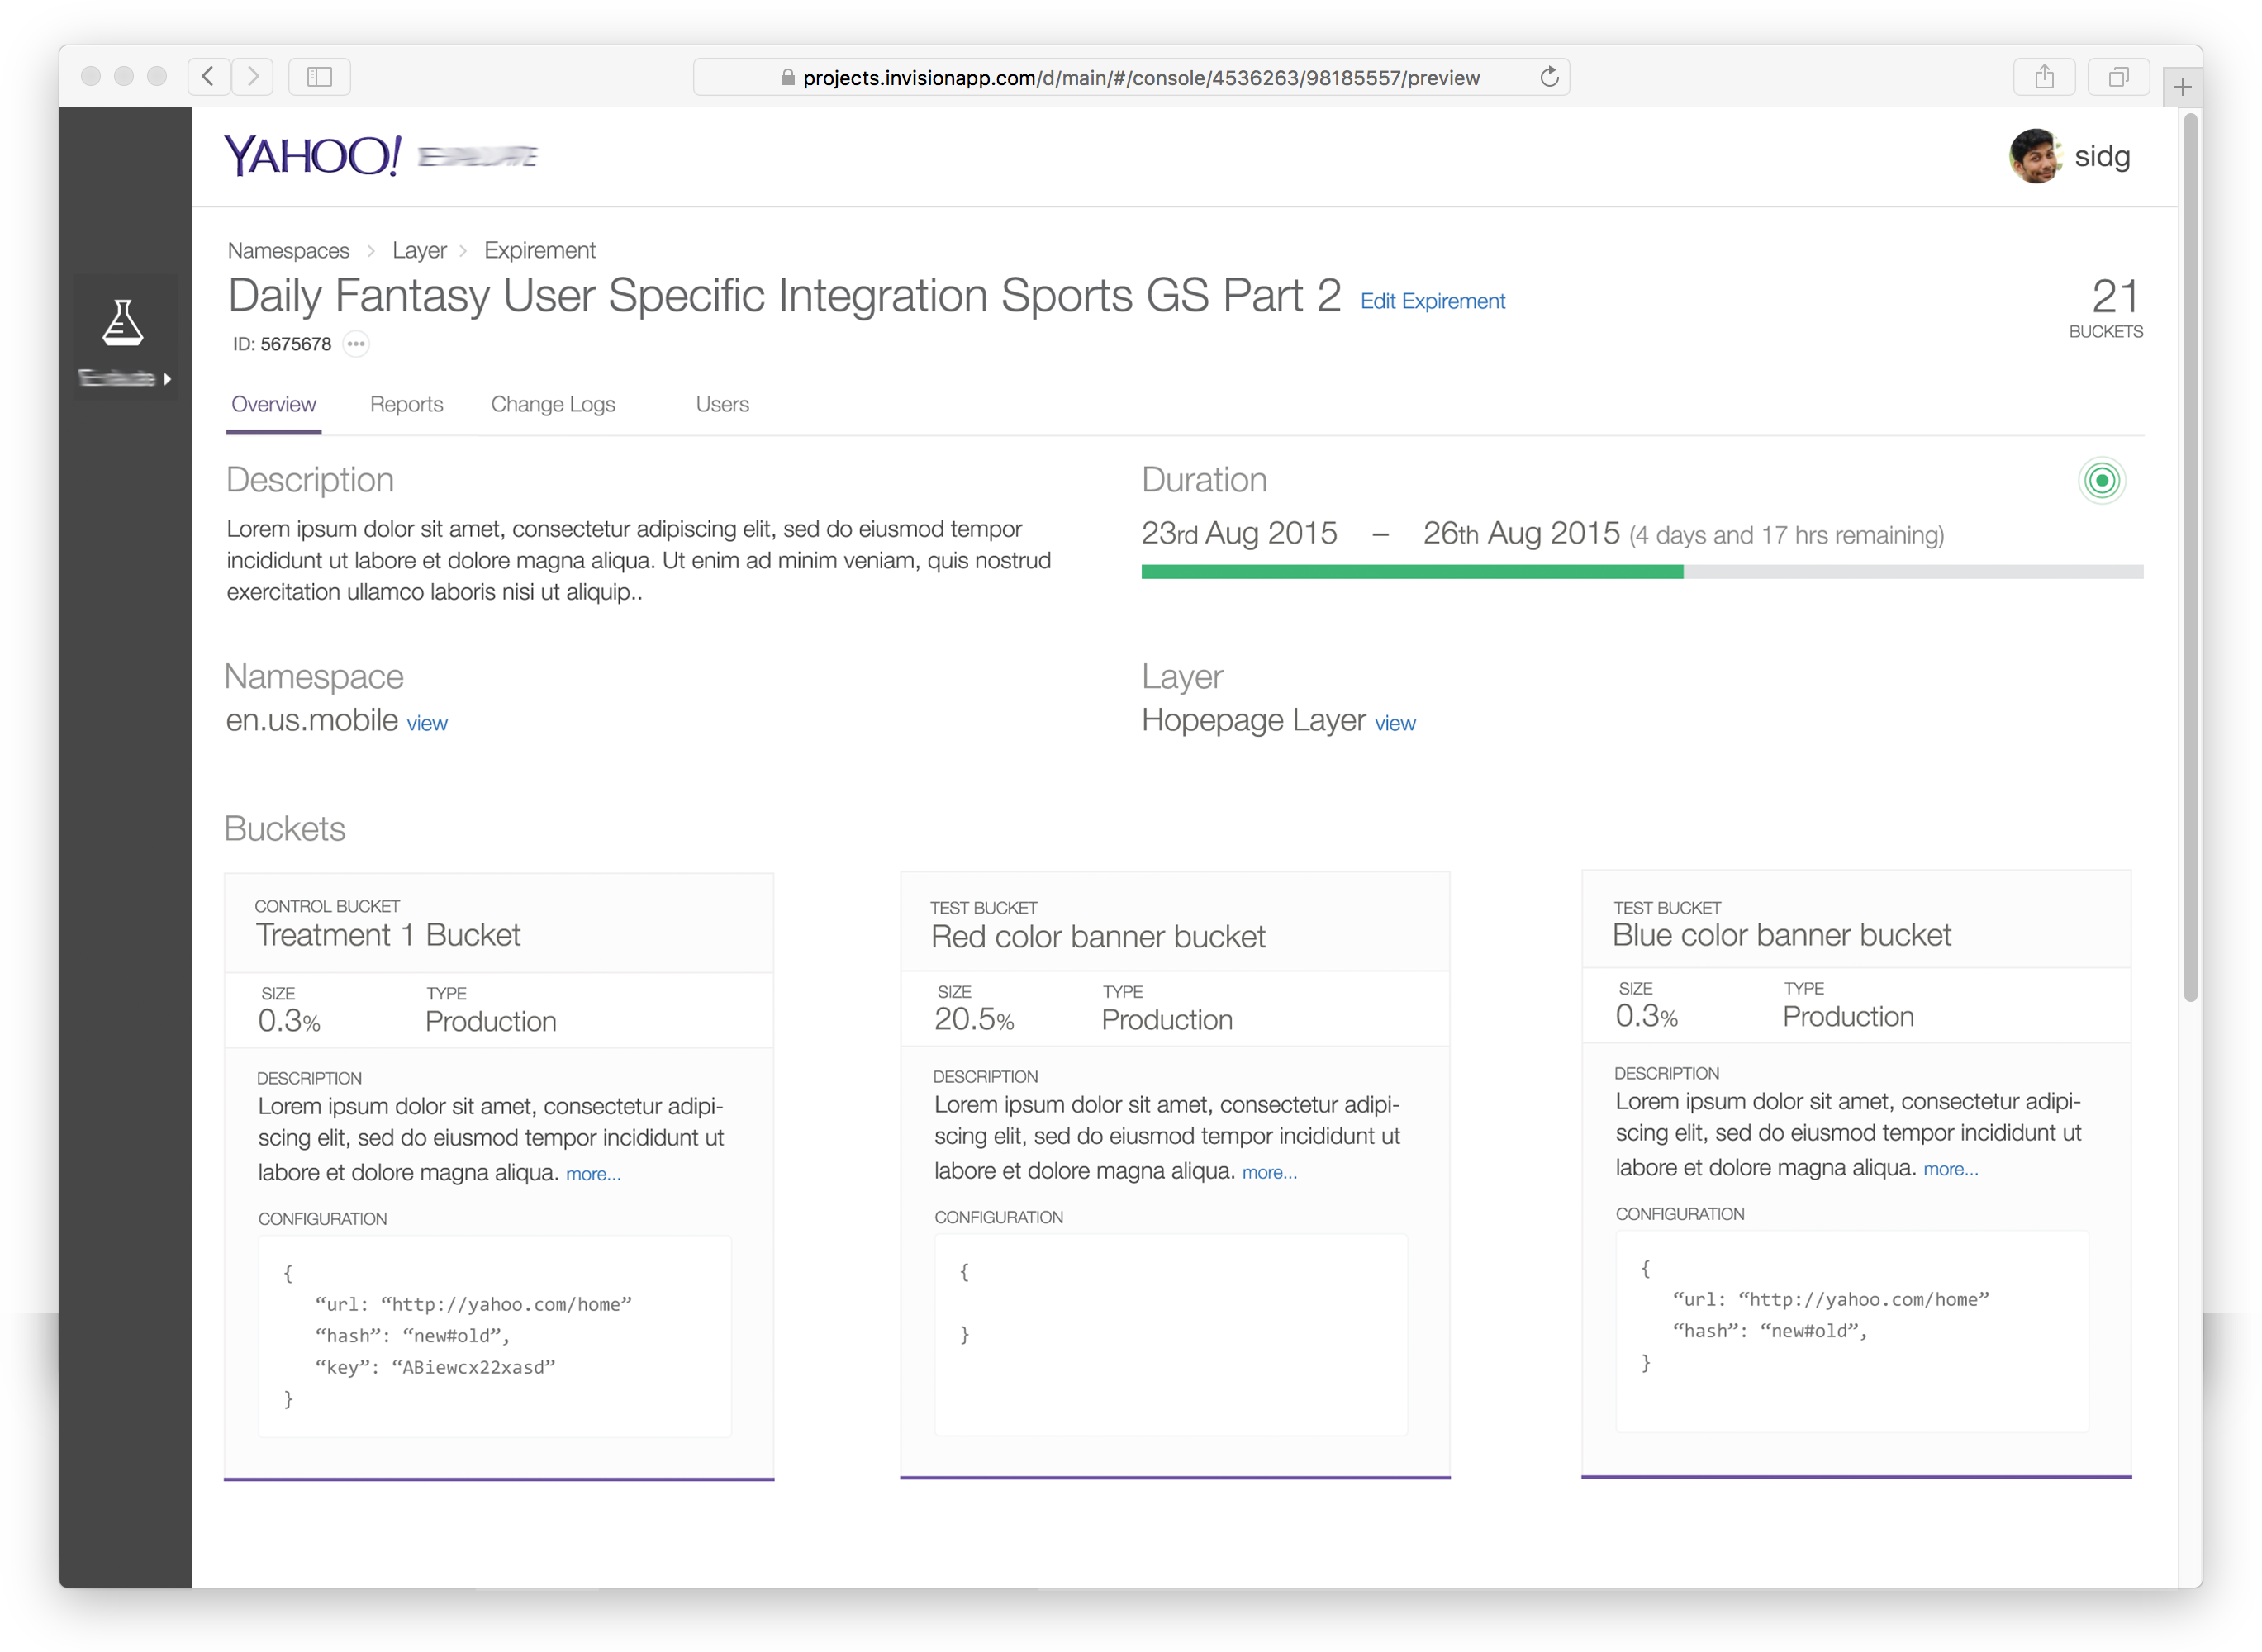 projects.invisionapp.com/d/main/#/console/4536263/98185557/preview
YAHOO!
sidg
Namespaces > Layer > Expirement
Daily Fantasy User Specific Integration Sports GS Part 2 Edit Expirement
21
BUCKETS
ID: 5675678
Overview Reports Change Logs Users
Description
Lorem ipsum dolor sit amet, consectetur adipiscing elit, sed do eiusmod tempor
incididunt ut labore et dolore magna aliqua. Ut enim ad minim veniam, quis nostrud
exercitation ullamco laboris nisi ut aliquip..
Duration
23rd Aug 2015 – 26th Aug 2015 (4 days and 17 hrs remaining)
Namespace
en.us.mobile view
Layer
Hopepage Layer view
Buckets
CONTROL BUCKET
Treatment 1 Bucket
SIZE TYPE
0.3% Production
DESCRIPTION
Lorem ipsum dolor sit amet, consectetur adipi-
scing elit, sed do eiusmod tempor incididunt ut
labore et dolore magna aliqua. more...
CONFIGURATION
{
“url: “http://yahoo.com/home”
“hash”: “new#old”,
“key”: “ABiewcx22xasd”
}
TEST BUCKET
Red color banner bucket
SIZE TYPE
20.5% Production
DESCRIPTION
Lorem ipsum dolor sit amet, consectetur adipi-
scing elit, sed do eiusmod tempor incididunt ut
labore et dolore magna aliqua. more...
CONFIGURATION
{
}
TEST BUCKET
Blue color banner bucket
SIZE TYPE
0.3% Production
DESCRIPTION
Lorem ipsum dolor sit amet, consectetur adipi-
scing elit, sed do eiusmod tempor incididunt ut
labore et dolore magna aliqua. more...
CONFIGURATION
{
“url: “http://yahoo.com/home”
“hash”: “new#old”,
}